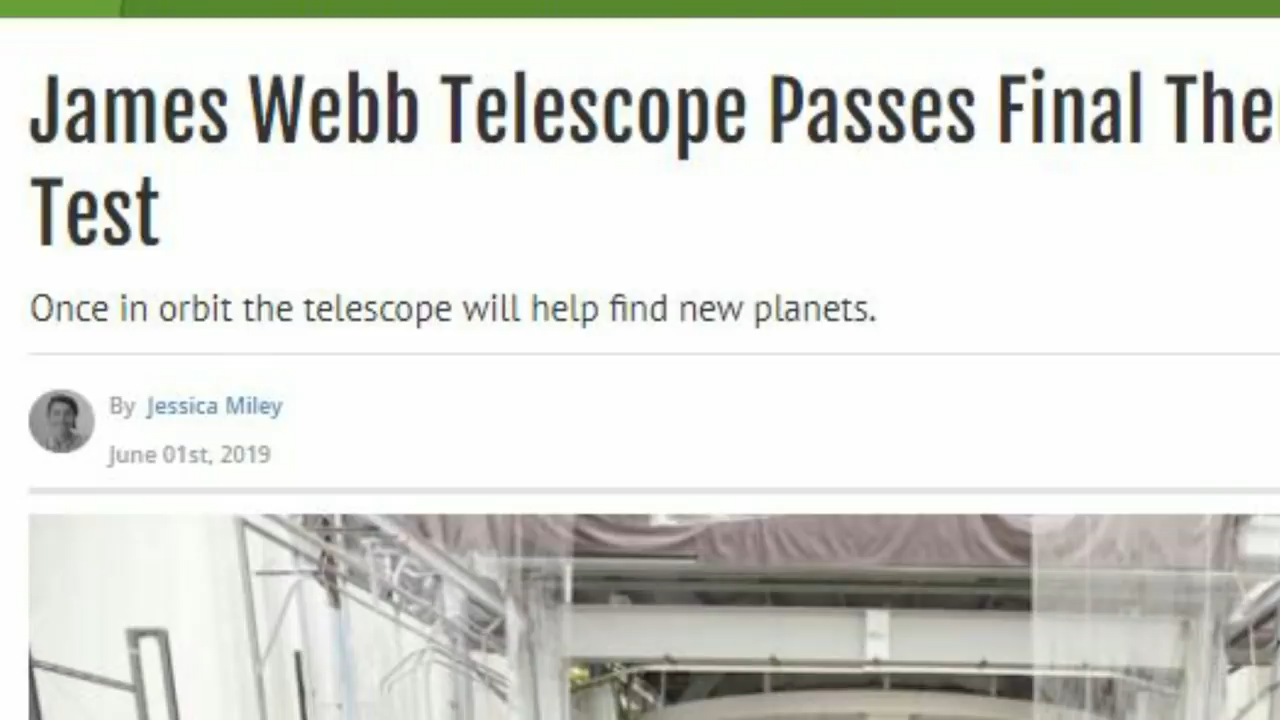 James Webb Telescope Passes Final
Test
Once in orbit the telescope will help find new planets.
By Jessica Miley
June 01st, 2019